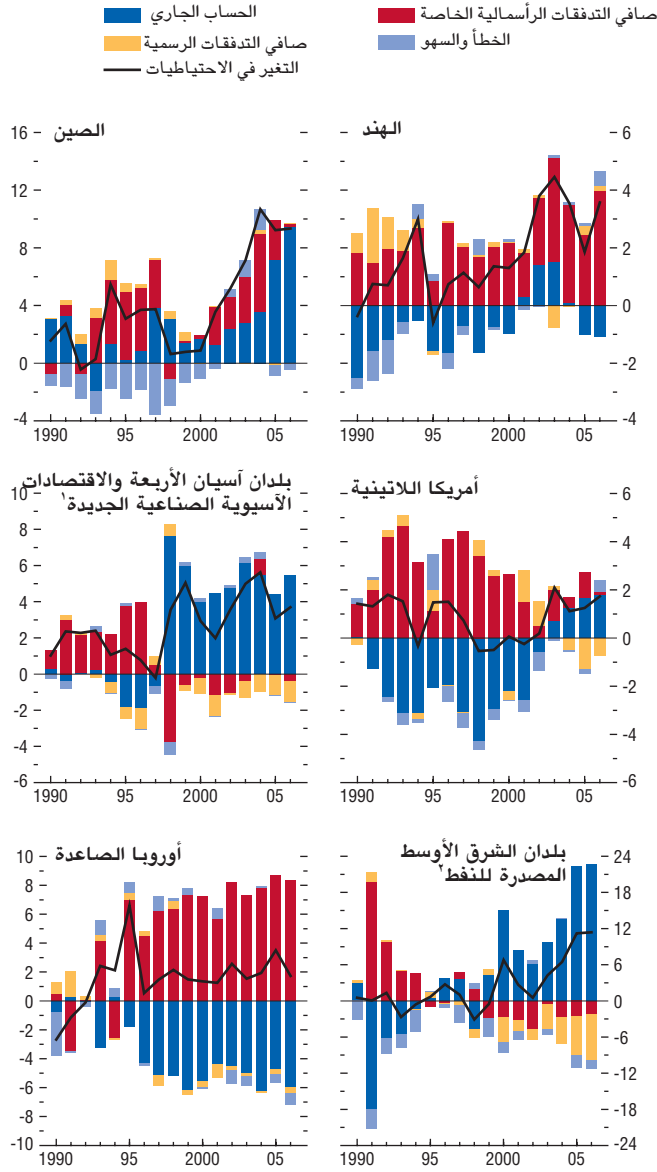 الحساب الجاري
صافي التدفقات الرأسمالية الخاصة
صافي التدفقات الرسمية
الخطأ والسهو
التغير في الاحتياطيات
الصين
16
12
8
4
0
-4
1990 95 2000 05
الهند
6
4
2
0
-2
-4
1990 95 2000 05
بلدان آسيان الأربعة والاقتصادات
الآسيوية الصناعية الجديدة١
10
8
6
4
2
0
-2
-4
-6
1990 95 2000 05
أمريكا اللاتينية
6
4
2
0
-2
-4
-6
1990 95 2000 05
أوروبا الصاعدة
10
8
6
4
2
0
-2
-4
-6
-8
-10
1990 95 2000 05
بلدان الشرق الأوسط
المصدرة للنفط٢
24
18
12
6
0
-6
-12
-18
-24
1990 95 2000 05